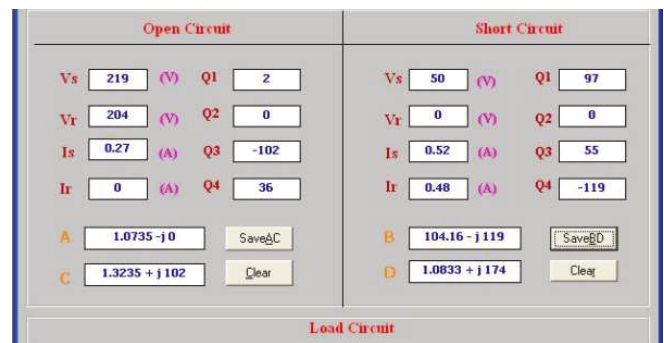 Open Circuit
Short Circuit
Vs 219 (V) Q1 2
Vr 204 (V) Q2 0
Is 0.27 (A) Q3 -102
Ir 0 (A) Q4 36
A 1.0735 -j 0 SaveAC
C 1.3235 + j 102 Clear
Vs 50 (V) Q1 97
Vr 0 (V) Q2 0
Is 0.52 (A) Q3 55
Ir 0.48 (A) Q4 -119
B 104.16 - j 119 SaveBD
D 1.0833 + j 174 Clear
Load Circuit